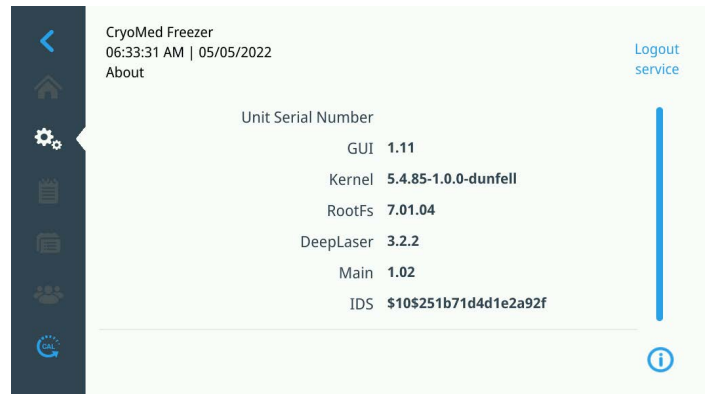 CryoMed Freezer
06:33:31 AM | 05/05/2022
About
Logout
service
Unit Serial Number
GUI 1.11
Kernel 5.4.85-1.0.0-dunfell
RootFs 7.01.04
DeepLaser 3.2.2
Main 1.02
IDS $10$251b71d4d1e2a92f
CAL